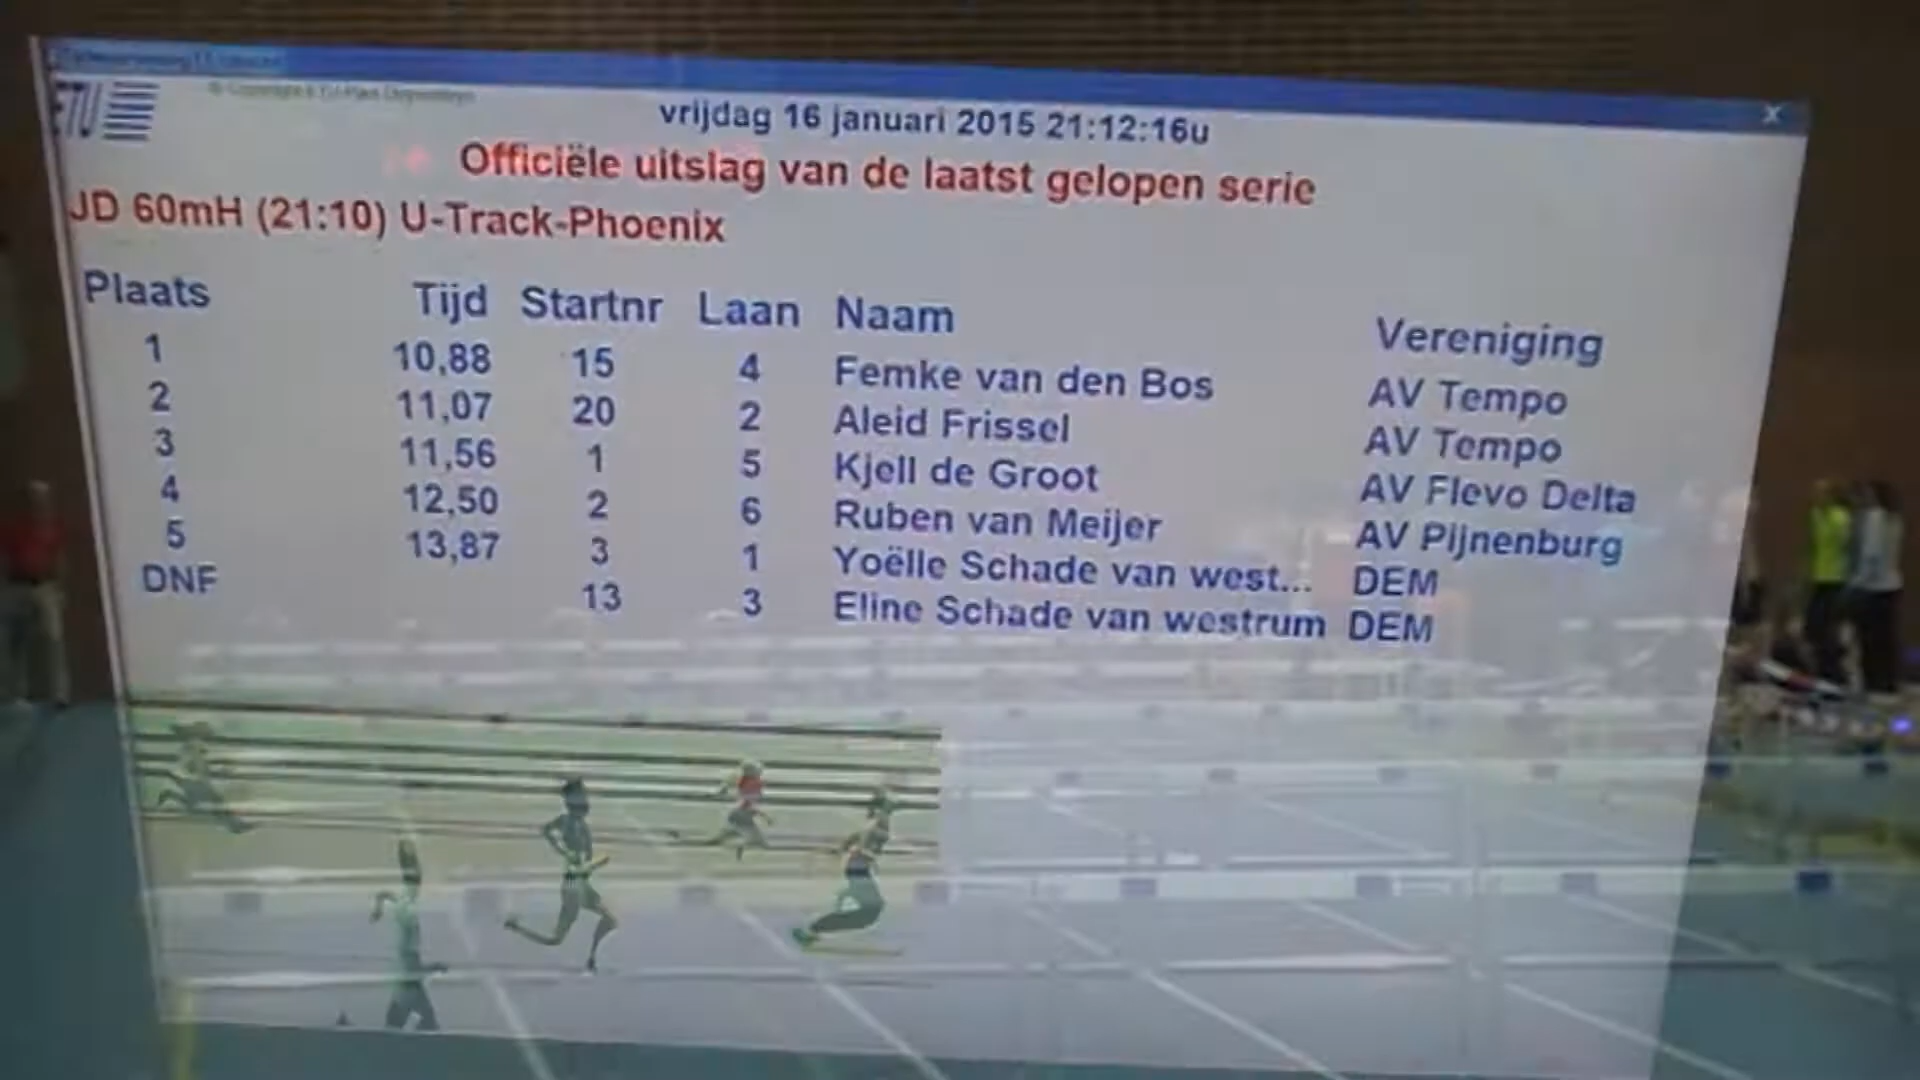 ETU
vrijdag 16 januari 2015 21:12:16u
Officiële uitslag van de laatst gelopen serie
JD 60mH (21:10) U-Track-Phoenix
Plaats Tijd Startnr Laan Naam Vereniging
1 10,88 15 4 Femke van den Bos AV Tempo
2 11,07 20 2 Aleid Frissel AV Tempo
3 11,56 1 5 Kjell de Groot AV Flevo Delta
4 12,50 2 6 Ruben van Meijer AV Pijnenburg
5 13,87 3 1 Yoëlle Schade van west... DEM
DNF 13 3 Eline Schade van westrum DEM